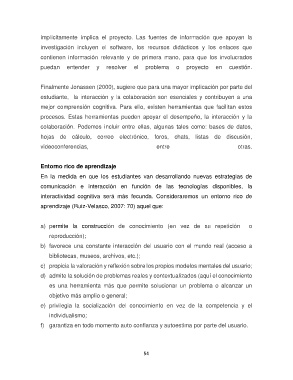 implícitamente implica el proyecto. Las fuentes de información que apoyan la
investigación incluyen el software, los recursos didácticos y los enlaces que
contienen información relevante y de primera mano, para que los involucrados
puedan entender y resolver el problema o proyecto en cuestión.
Finalmente Jonassen (2000), sugiere que para una mayor implicación por parte del
estudiante, la interacción y la colaboración son esenciales y contribuyen a una
mejor comprensión cognitiva. Para ello, existen herramientas que facilitan estos
procesos. Estas herramientas pueden apoyar el desempeño, la interacción y la
colaboración. Podemos incluir entre ellas, algunas tales como: bases de datos,
hojas de cálculo, correo electrónico, foros, chats, listas de discusión,
videoconferencias, entre otras.
Entorno rico de aprendizaje
En la medida en que los estudiantes van desarrollando nuevas estrategias de
comunicación e interacción en función de las tecnologías disponibles, la
interactividad cognitiva será más fecunda. Consideraremos un entorno rico de
aprendizaje (Ruiz-Velasco, 2007: 70) aquel que:
a) permite la construcción de conocimiento (en vez de su repetición o
reproducción);
b) favorece una constante interacción del usuario con el mundo real (acceso a
bibliotecas, museos, archivos, etc.);
c) propicia la valoración y reflexión sobre los propios modelos mentales del usuario;
d) admite la solución de problemas reales y contextualizados (aquí el conocimiento
es una herramienta más que permite solucionar un problema o alcanzar un
objetivo más amplio o general;
e) privilegia la socialización del conocimiento en vez de la competencia y el
individualismo;
f) garantiza en todo momento auto confianza y autoestima por parte del usuario.
54